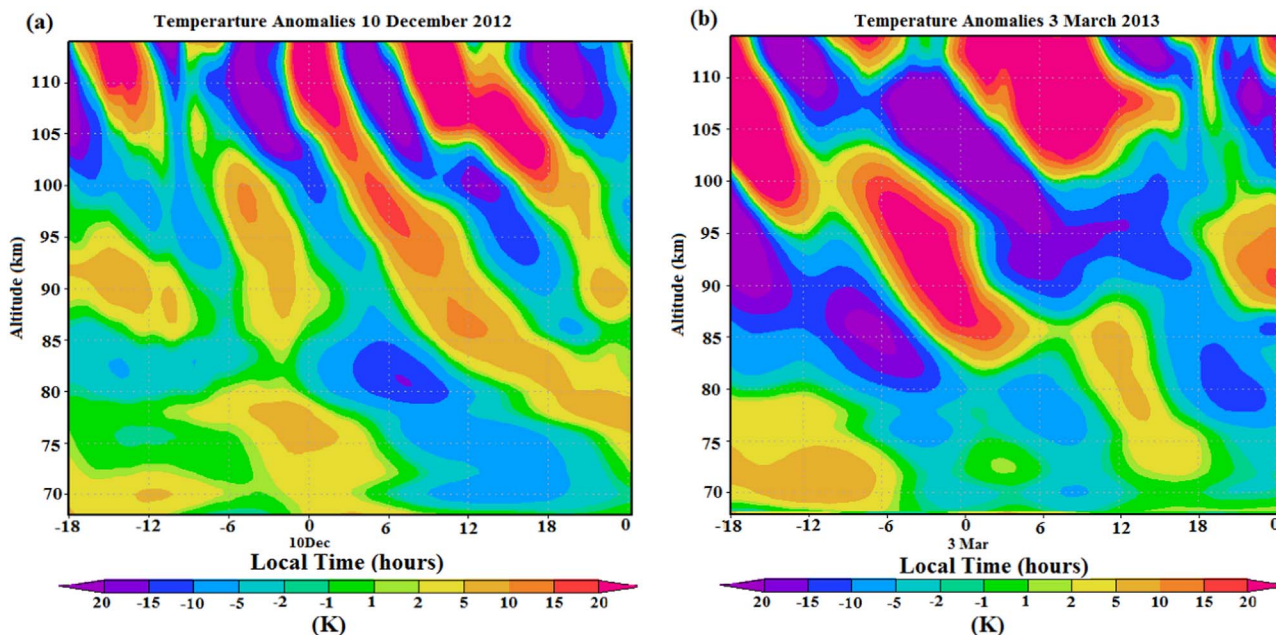 (a)
Temperarture Anomalies 10 December 2012
Altitude (km)
110
105
100
95
90
85
80
75
70
-18 -12 -6 0 6 12 18 0
10Dec
Local Time (hours)
20 -15 -10 -5 -2 -1 1 2 5 10 15 20
(K)
(b)
Temperature Anomalies 3 March 2013
Altitude (km)
110
105
100
95
90
85
80
75
70
-18 -12 -6 0 6 12 18 0
3 Mar
Local Time (hours)
20 -15 -10 -5 -2 -1 1 2 5 10 15 20
(K)